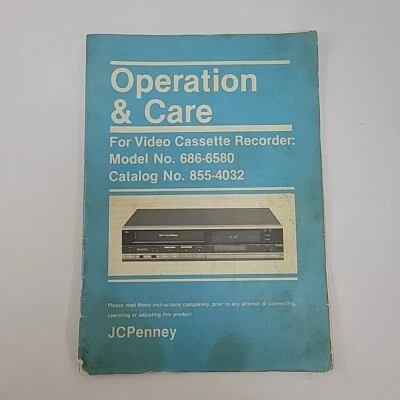 Operation
& Care
For Video Cassette Recorder:
Model No. 686-6580
Catalog No. 855-4032
Please read these instructions completely, prior to any attempt of connecting,
operating or adjusting this product.
JCPenney